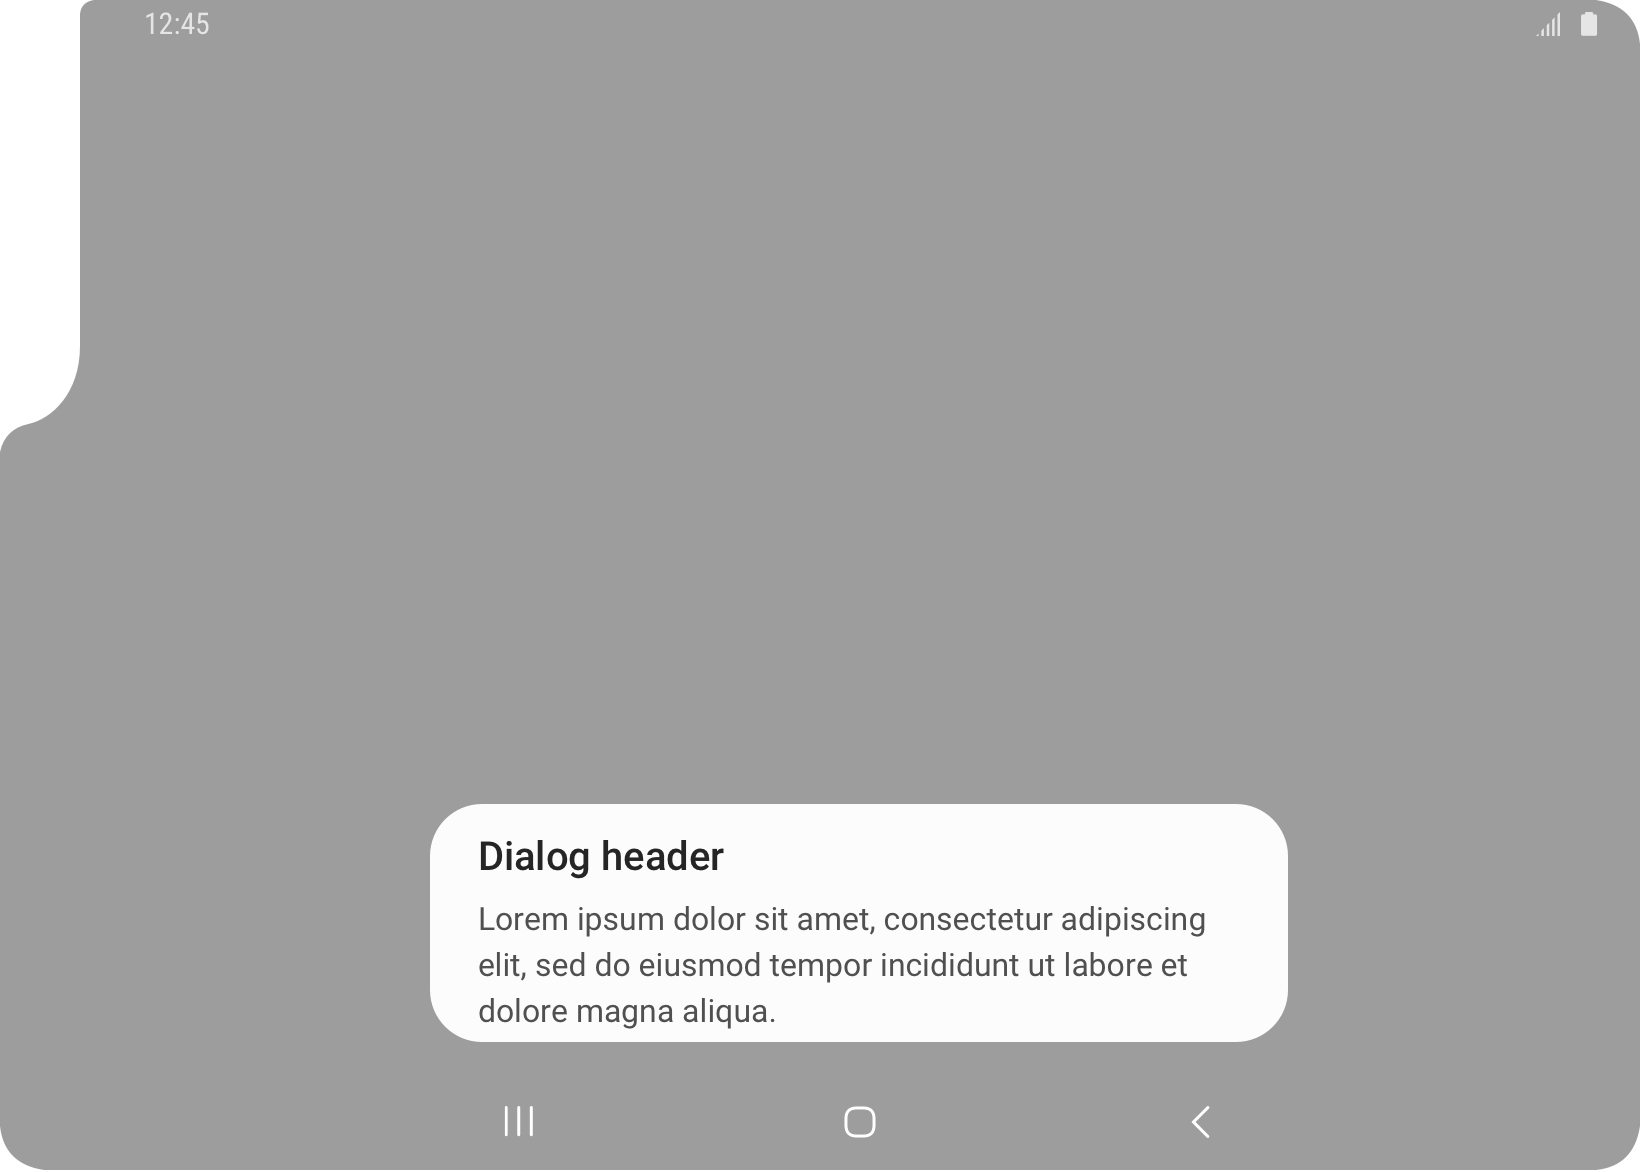 12:45
Dialog header
Lorem ipsum dolor sit amet, consectetur adipiscing
elit, sed do eiusmod tempor incididunt ut labore et
dolore magna aliqua.